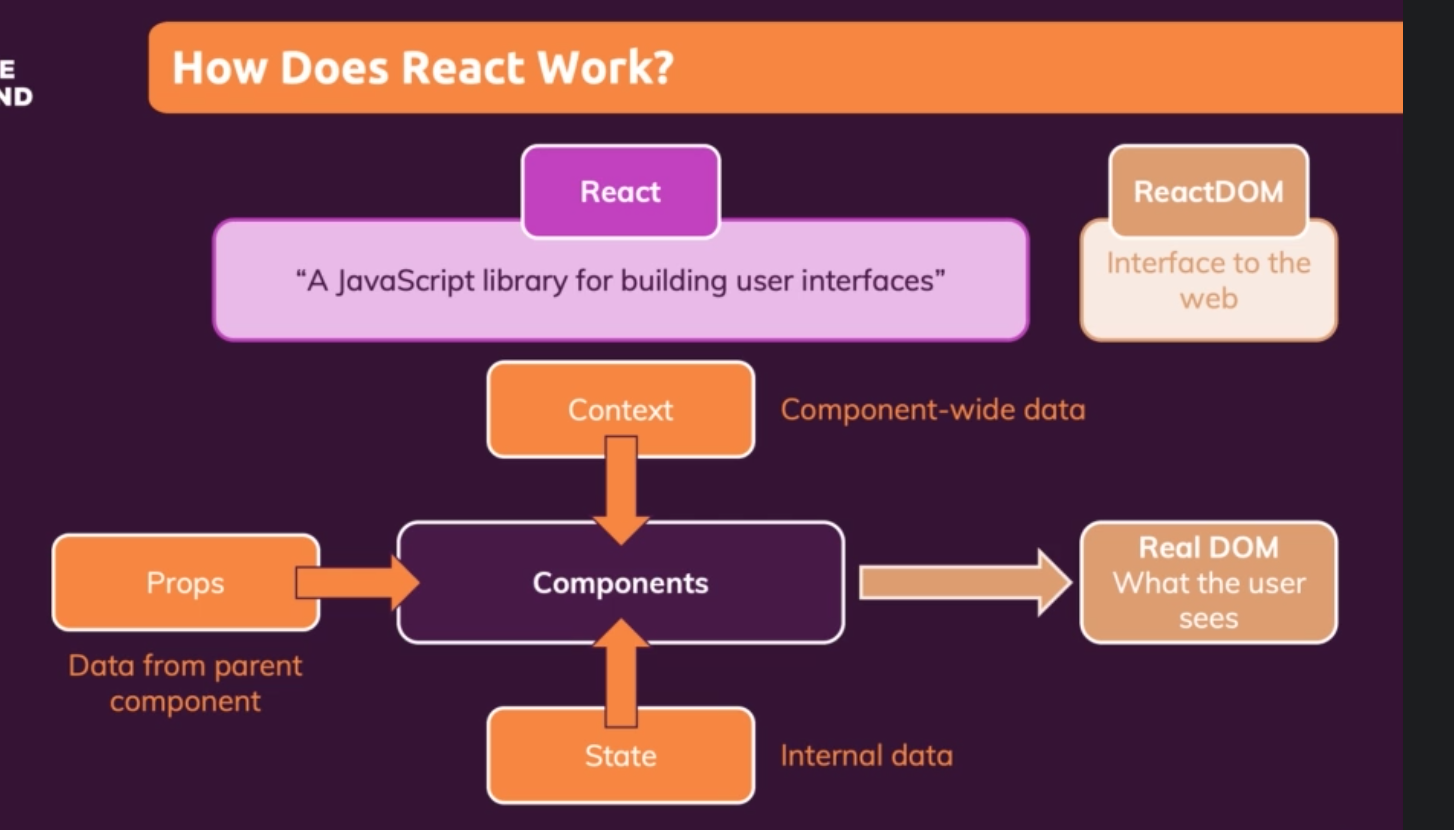 E
ND
How Does React Work?
React
ReactDOM
“A JavaScript library for building user interfaces”
Interface to the
web
Context
Component-wide data
Props
Components
Real DOM
What the user
sees
Data from parent
component
State
Internal data